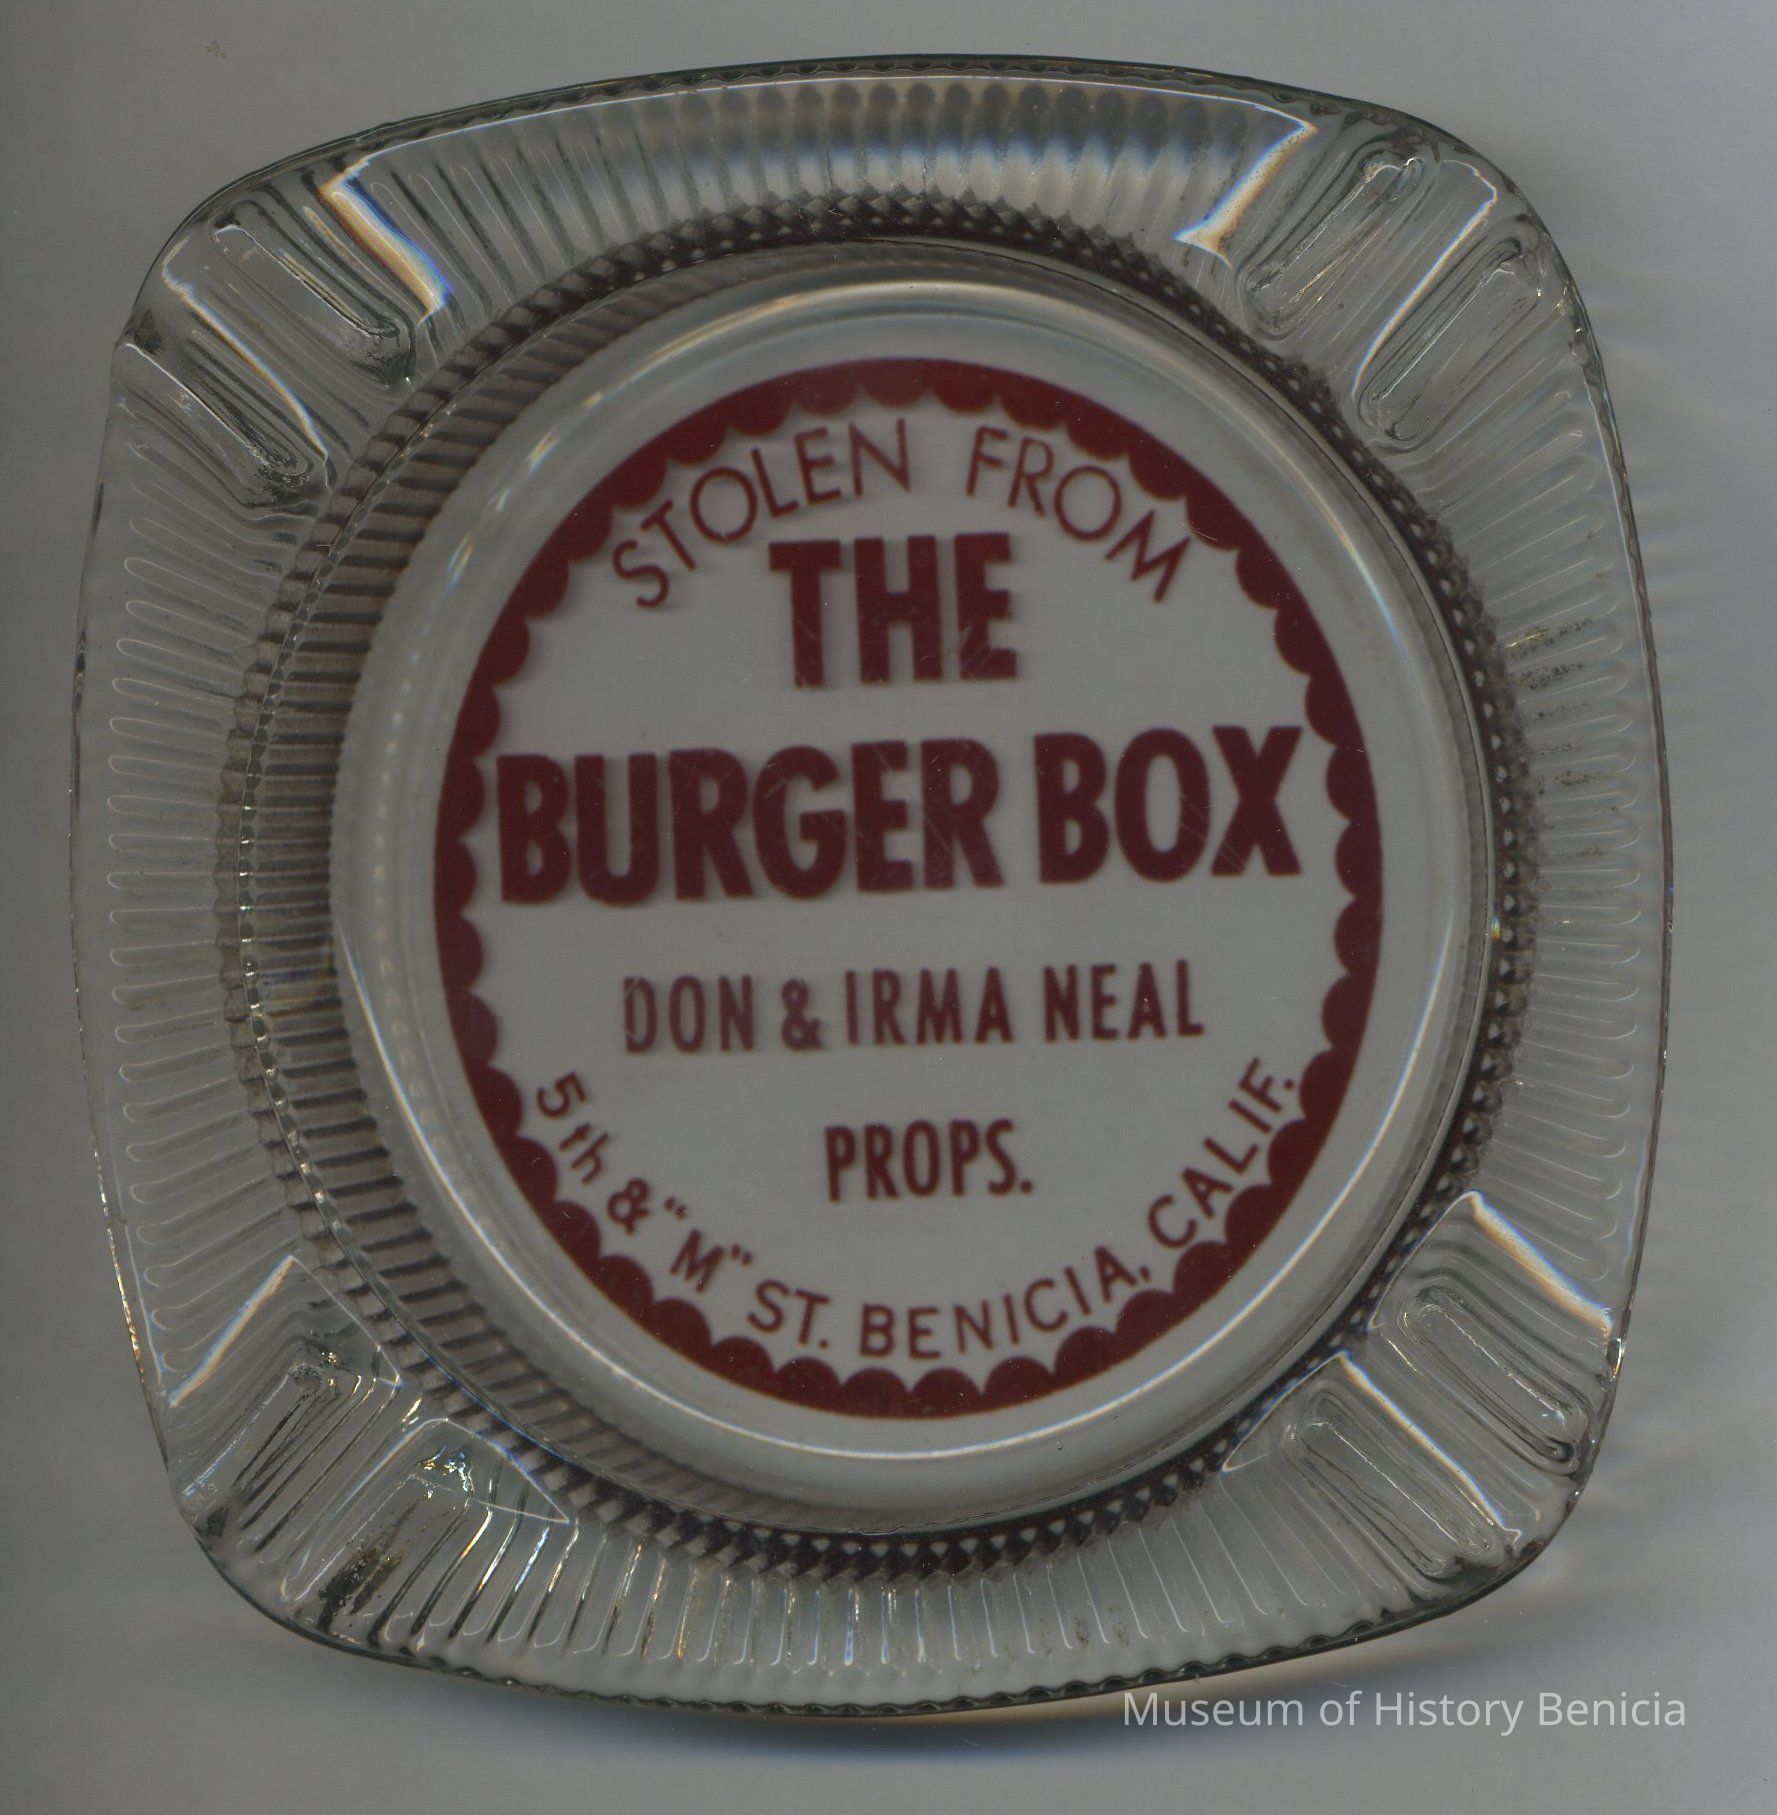 STOLEN FROM
THE
BURGER BOX
DON & IRMA NEAL
PROPS.
5th & "M" ST. BENICIA, CALIF.
Museum of History Benicia